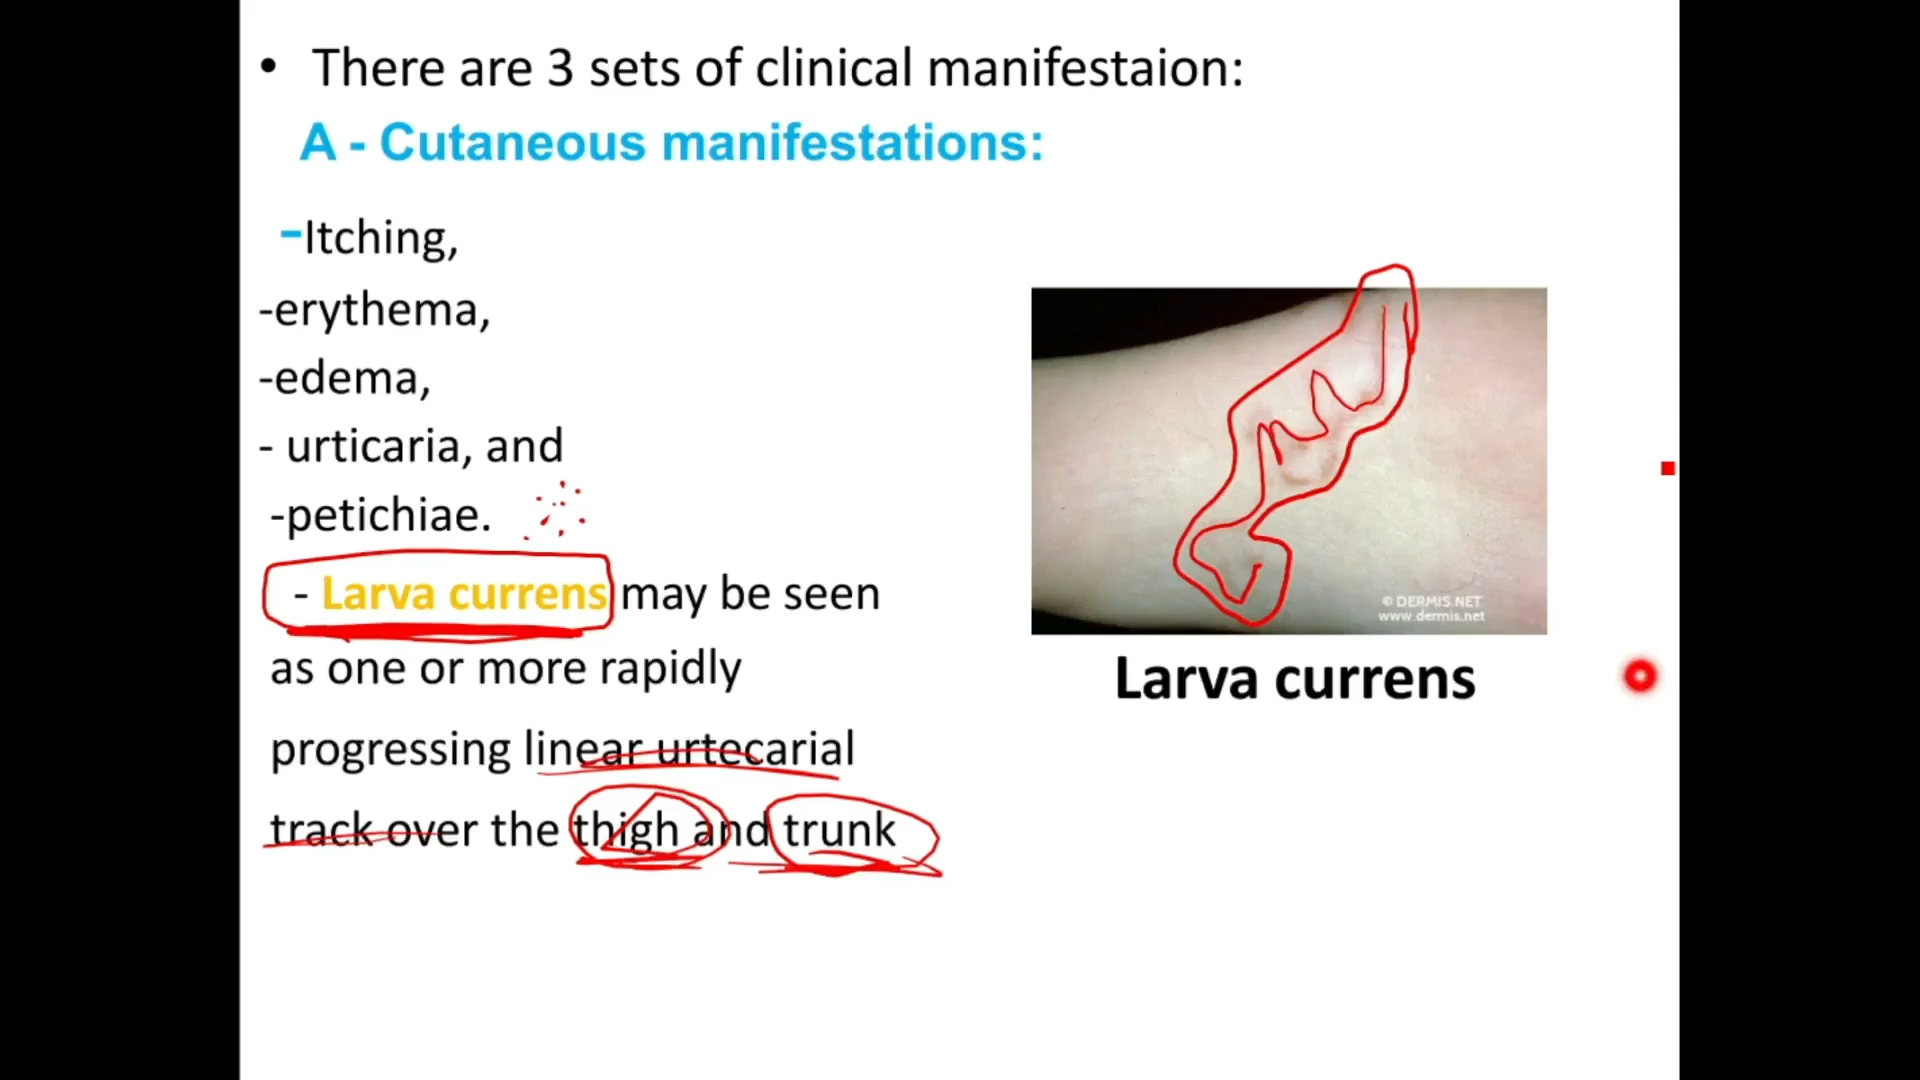 • There are 3 sets of clinical manifestaion:
A - Cutaneous manifestations:
-Itching,
-erythema,
-edema,
- urticaria, and
-petichiae.
- Larva currens may be seen
as one or more rapidly
progressing linear urtecarial
track over the thigh and trunk
© DERMIS.NET
www.dermis.net
Larva currens